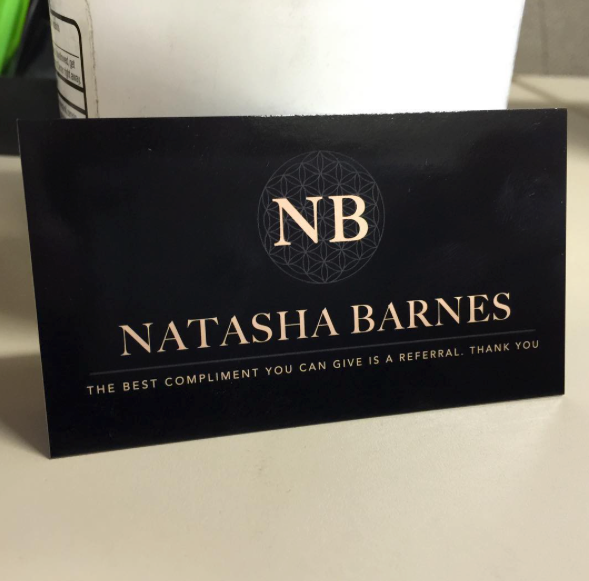 NB
NATASHA BARNES
THE BEST COMPLIMENT YOU CAN GIVE IS A REFERRAL. THANK YOU